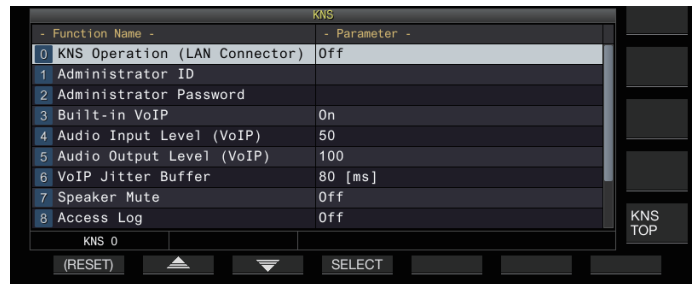 KNS
- Function Name - - Parameter -
0 KNS Operation (LAN Connector) Off
1 Administrator ID
2 Administrator Password
3 Built-in VoIP On
4 Audio Input Level (VoIP) 50
5 Audio Output Level (VoIP) 100
6 VoIP Jitter Buffer 80 [ms]
7 Speaker Mute Off
8 Access Log Off
KNS
TOP
KNS 0
(RESET) SELECT